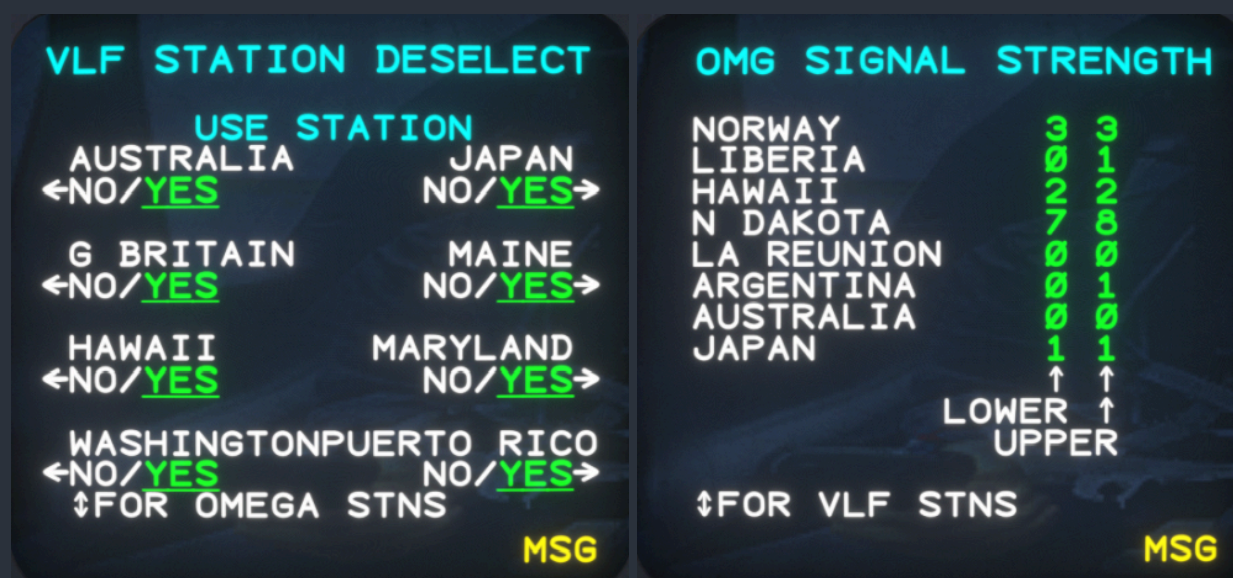 VLF STATION DESELECT
USE STATION
AUSTRALIA JAPAN
←NO/YES NO/YES→
G BRITAIN MAINE
←NO/YES NO/YES→
HAWAII MARYLAND
←NO/YES NO/YES→
WASHINGTONPUERTO RICO
←NO/YES NO/YES→
↕FOR OMEGA STNS
MSG
OMG SIGNAL STRENGTH
NORWAY 3 3
LIBERIA 0 1
HAWAII 2 2
N DAKOTA 7 8
LA REUNION 0 0
ARGENTINA 0 1
AUSTRALIA 0 0
JAPAN 1 1
↑ ↑
LOWER ↑
UPPER
↕FOR VLF STNS
MSG